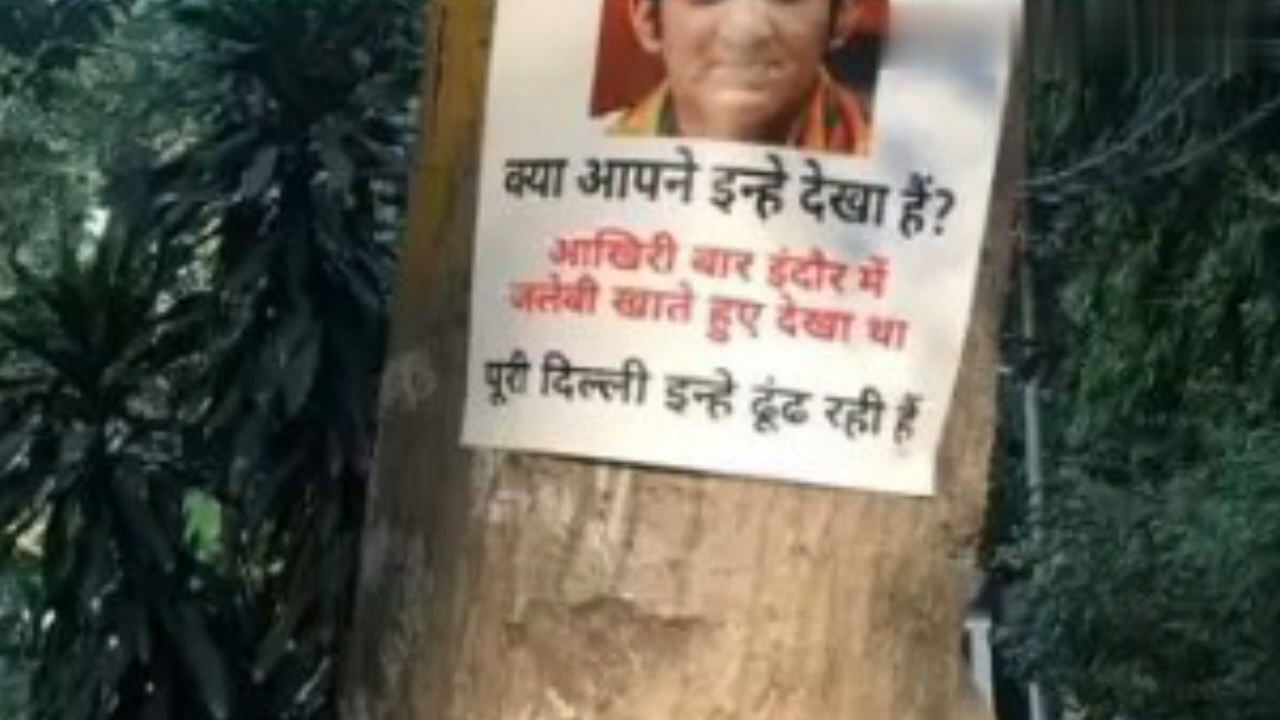 क्या आपने इन्हे देखा हैं?
आखिरी बार इंदौर में
जलेबी खाते हुए देखा था
पूरी दिल्ली इन्हे ढूंढ रही हैं